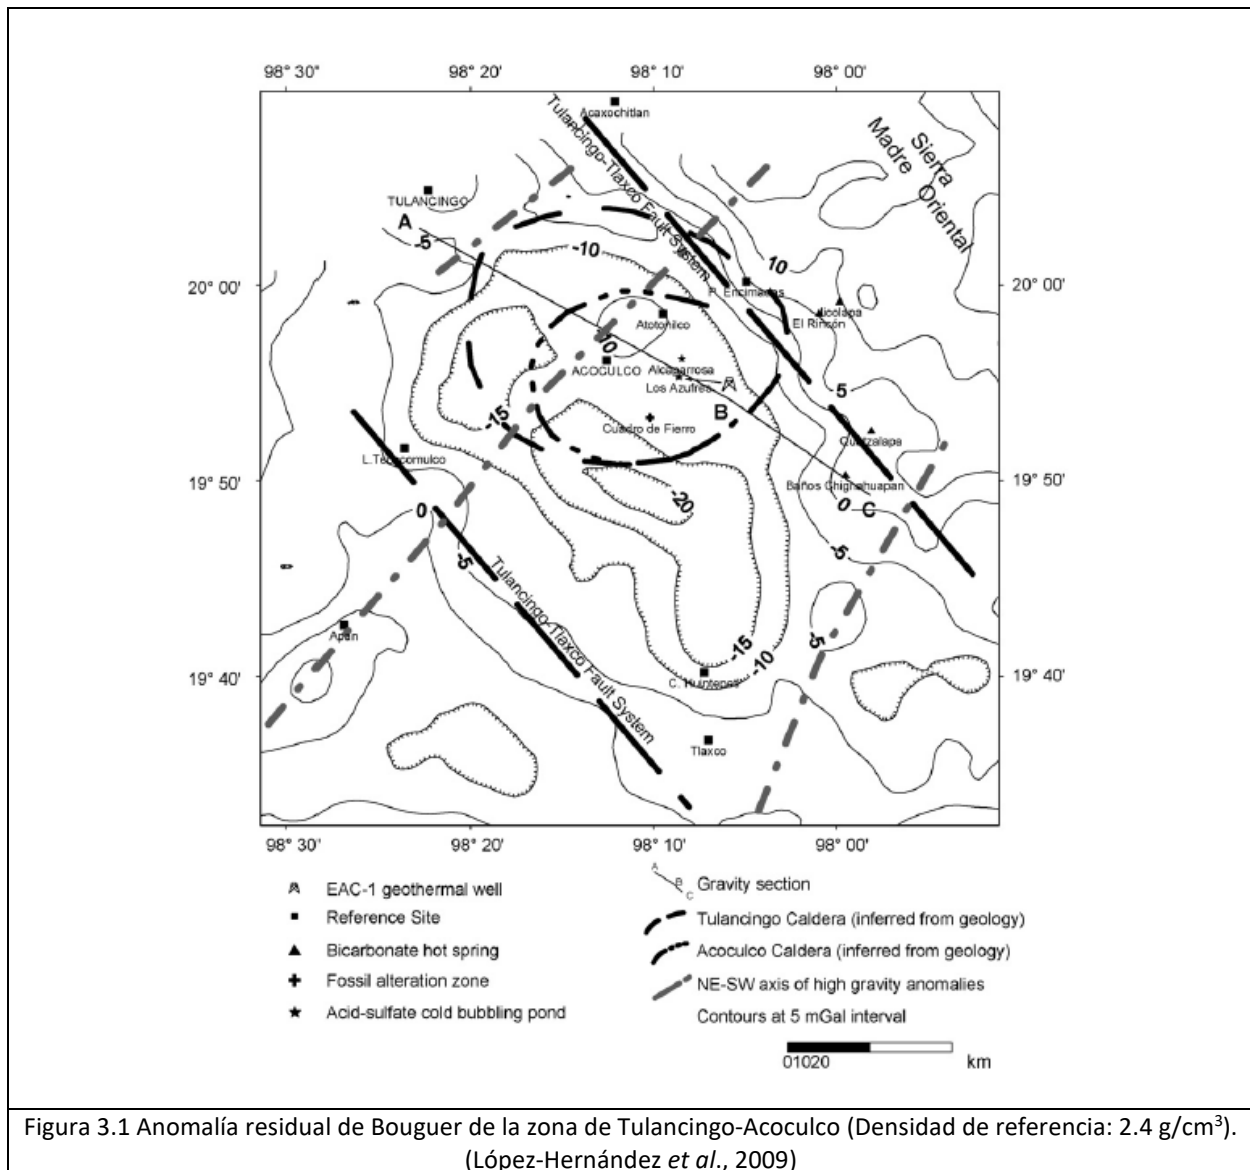 98° 30' 98° 20' 98° 10' 98° 00'
Acaxochitlan
Tulancingo-Tlaxco Fault System
Sierra
Madre
Oriental
TULANCINGO
A
-5
-10
10
20° 00' 20° 00'
P. Encimadas
Jicolapa
El Rincón
Atotonilco
-10
ACOCULCO
Alcaparrosa
Los Azufres
5
B
-15
Cuadro de Fierro
Quetzalapa
L.Tecocomulco
Baños Chignahuapan
19° 50' 19° 50'
-20
0
0
C
-5
-5
Tulancingo-Tlaxco Fault System
Apan
-5
-15
-10
19° 40' 19° 40'
C. Huintepec
Tlaxco
98° 30' 98° 20' 98° 10' 98° 00'
EAC-1 geothermal well
Reference Site
Bicarbonate hot spring
Fossil alteration zone
Acid-sulfate cold bubbling pond
A
B
C
Gravity section
Tulancingo Caldera (inferred from geology)
Acoculco Caldera (inferred from geology)
NE-SW axis of high gravity anomalies
Contours at 5 mGal interval
01020 km
Figura 3.1 Anomalía residual de Bouguer de la zona de Tulancingo-Acoculco (Densidad de referencia: 2.4 g/cm³).
(López-Hernández et al., 2009)